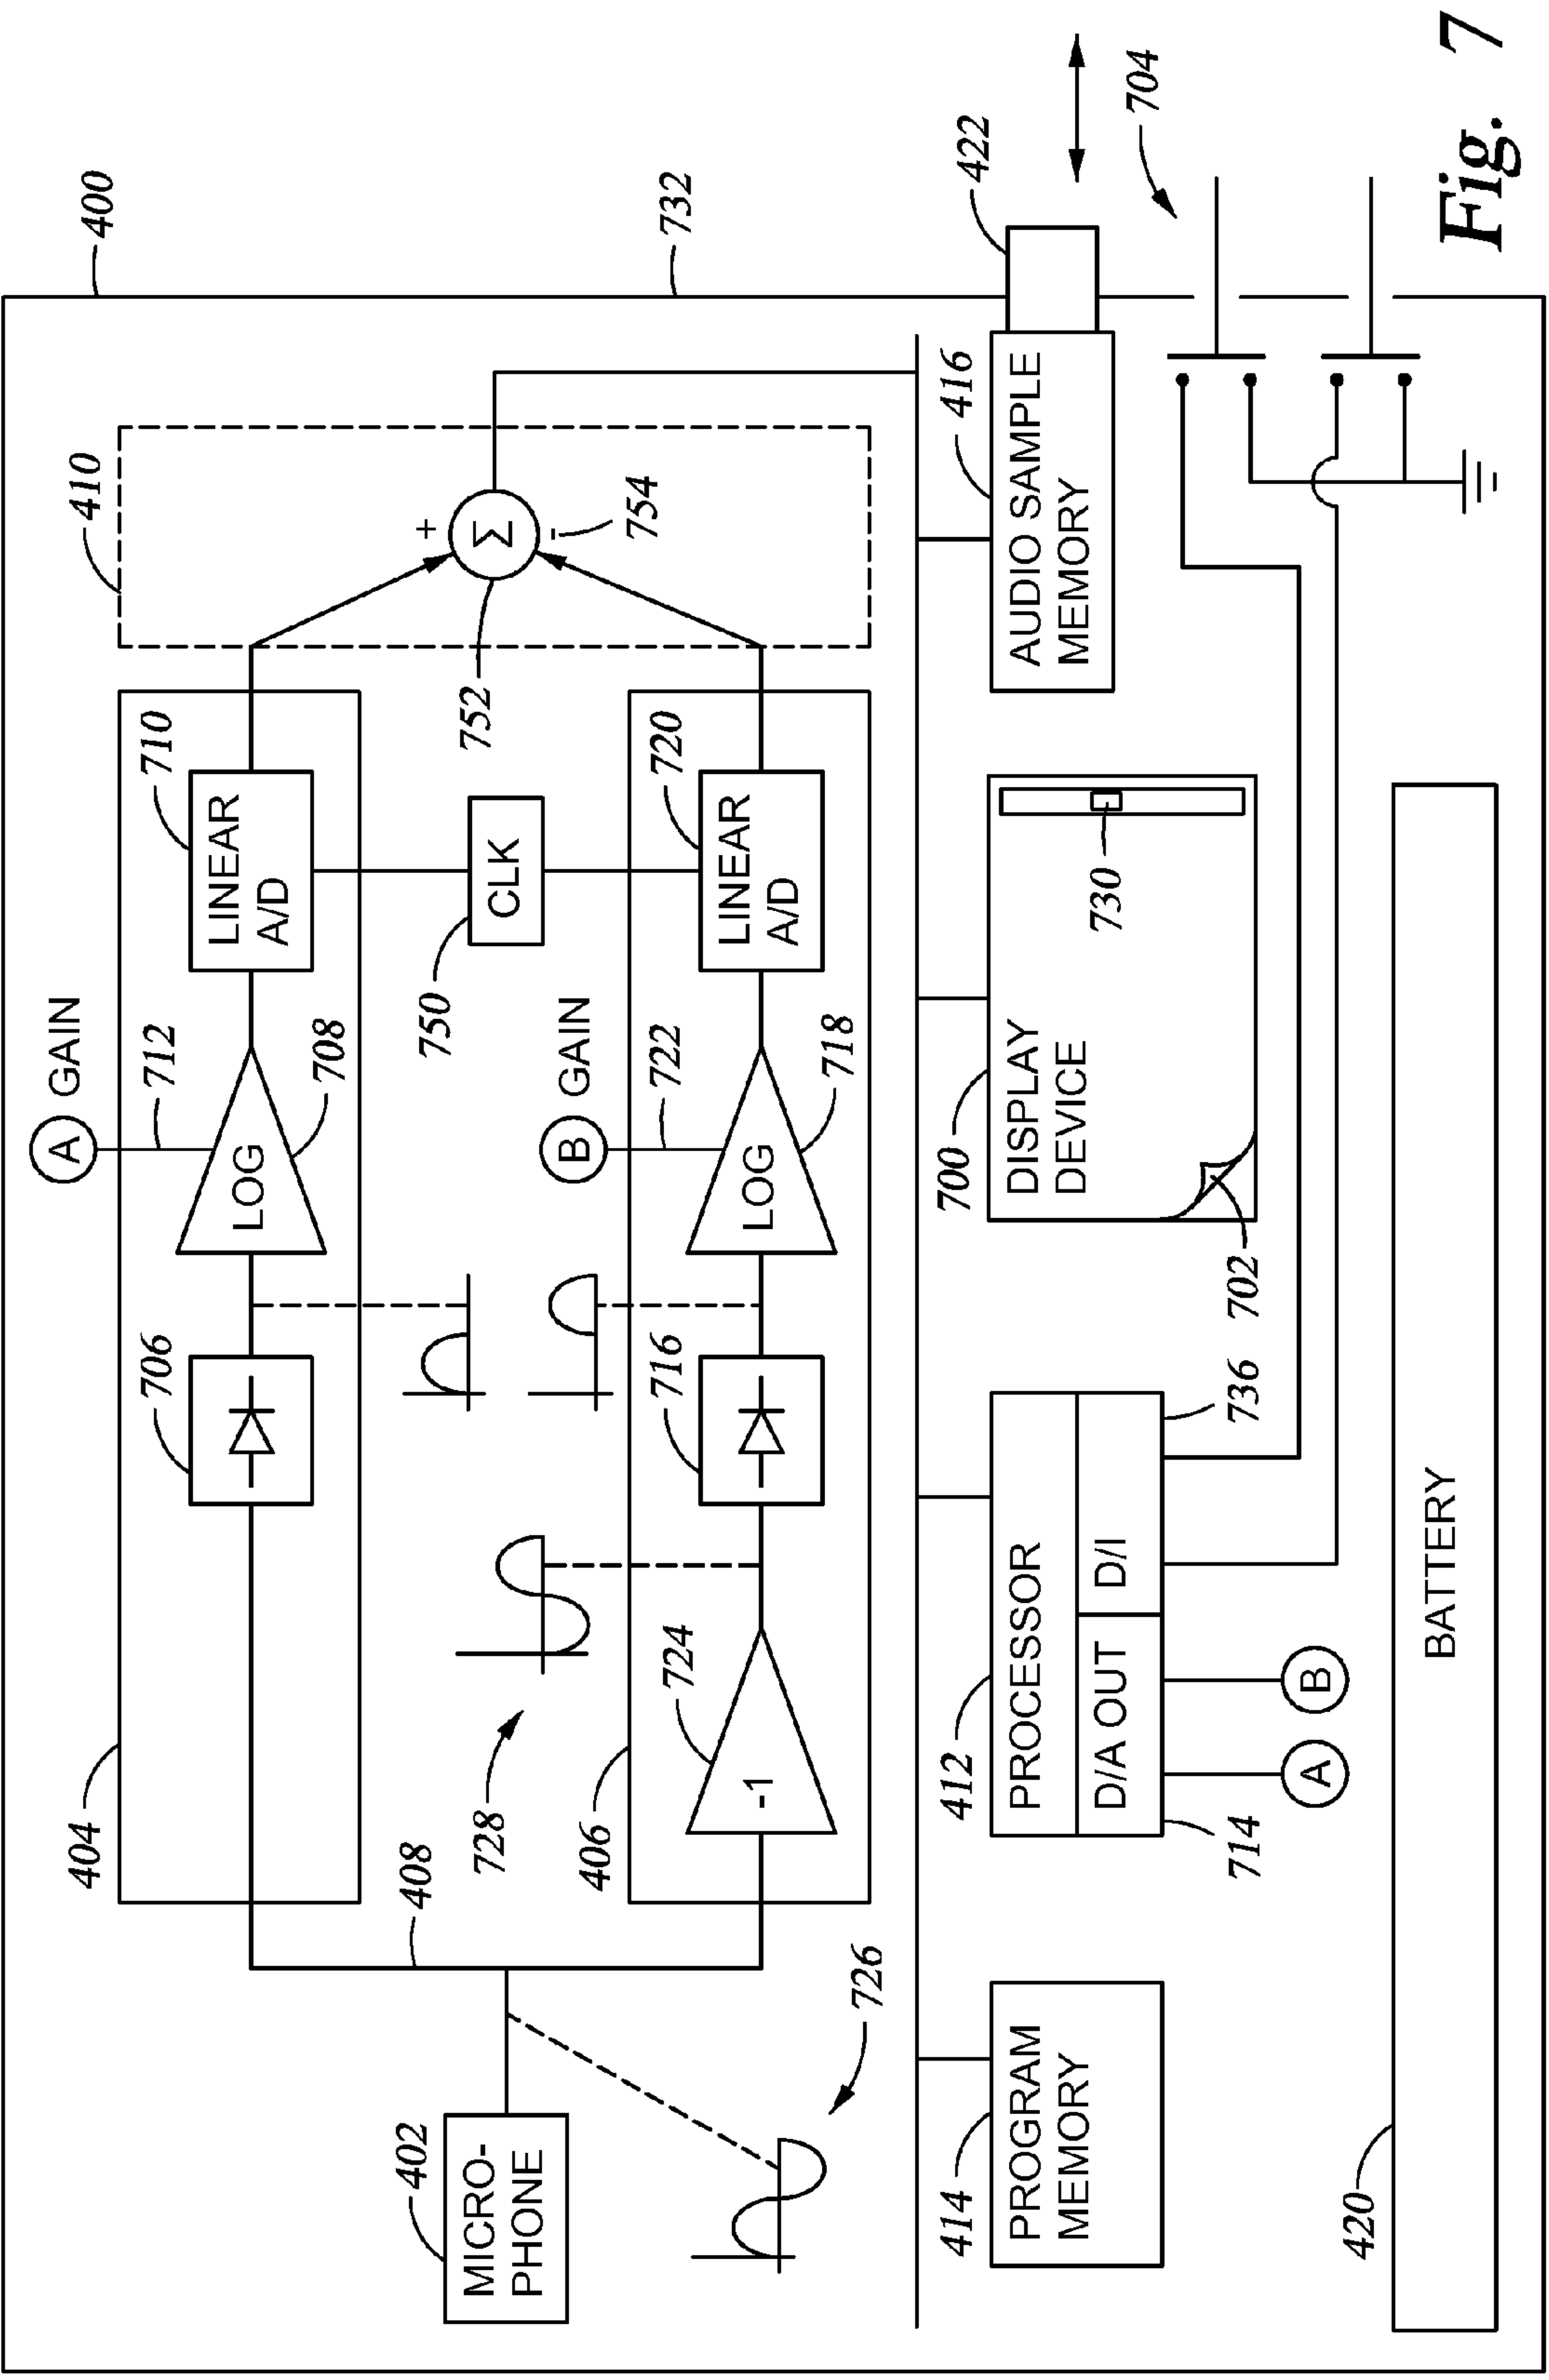 400
404
A GAIN
410
706
712
LOG
708
710
LINEAR
A/D
408
728
402
MICRO-
PHONE
726
406
724
-1
716
B GAIN
722
LOG
718
750
CLK
720
LINEAR
A/D
+
Σ
-
752
754
732
414
PROGRAM
MEMORY
412
PROCESSOR
D/A OUT
D/I
714
736
A
B
700
DISPLAY
DEVICE
702
730
416
AUDIO SAMPLE
MEMORY
422
704
420
BATTERY
Fig. 7